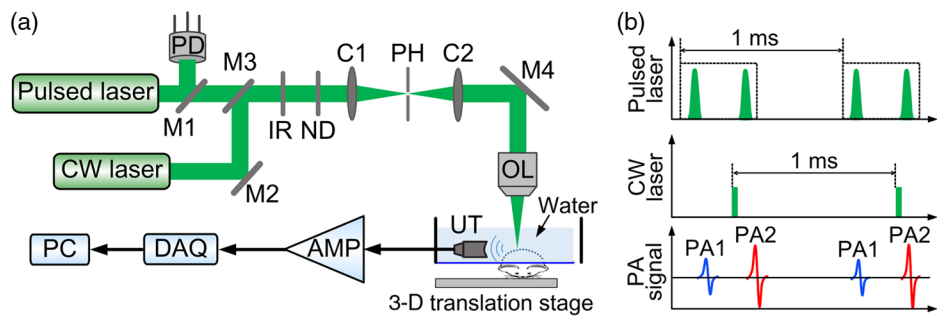 (a)
PD
M3
C1
PH
C2
M4
Pulsed laser
M1
IR
ND
CW laser
M2
OL
Water
UT
PC
DAQ
AMP
3-D translation stage
(b)
1 ms
Pulsed
laser
1 ms
CW
laser
PA1
PA2
PA1
PA2
PA
signal